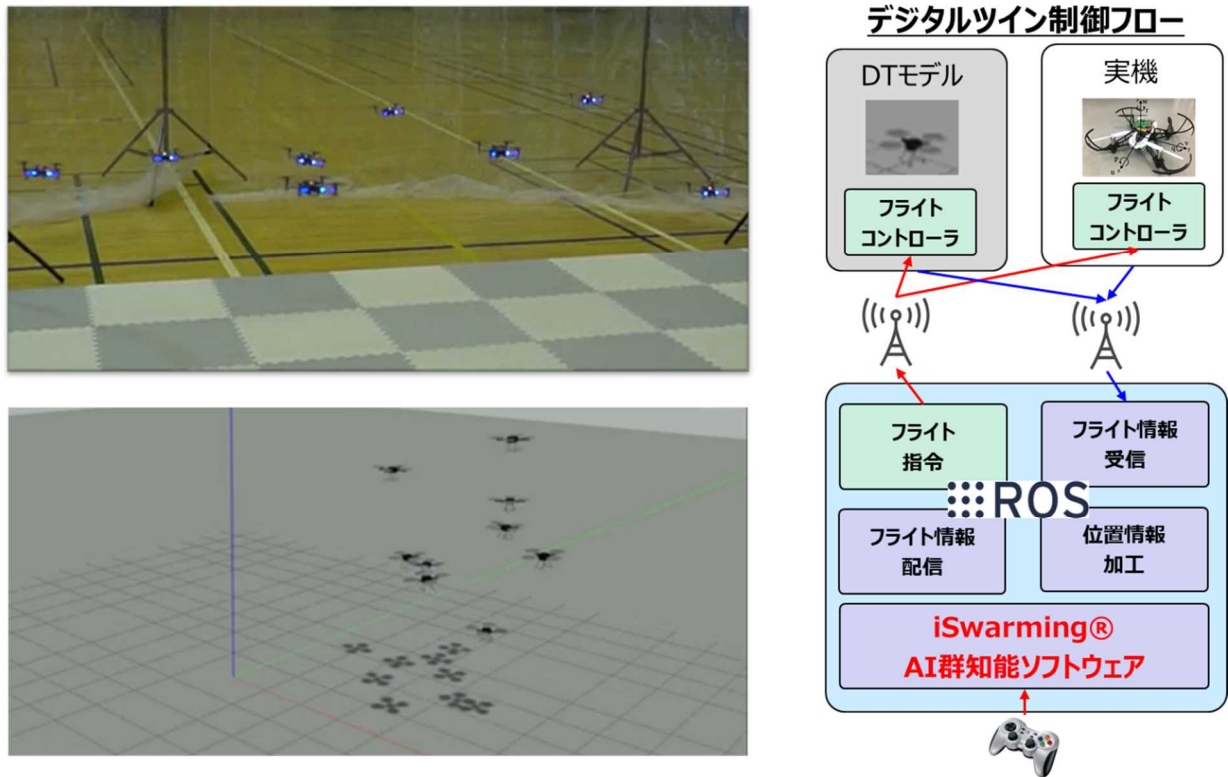 デジタルツイン制御フロー
DTモデル
実機
フライト
コントローラ
フライト
コントローラ
フライト
指令
フライト情報
受信
ROS
フライト情報
配信
位置情報
加工
iSwarming®
AI群知能ソフトウェア